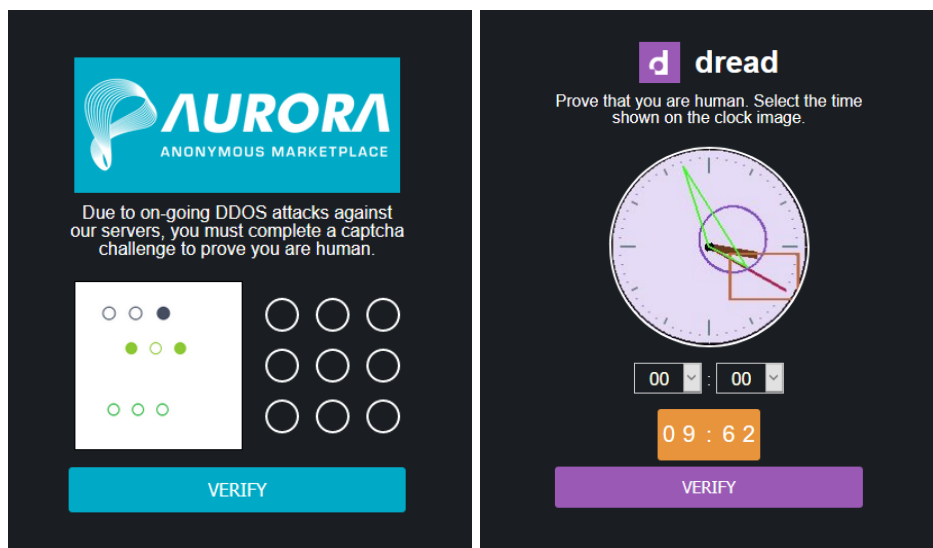 AURORA
ANONYMOUS MARKETPLACE
Due to on-going DDOS attacks against
our servers, you must complete a captcha
challenge to prove you are human.
VERIFY
d dread
Prove that you are human. Select the time
shown on the clock image.
00 : 00
09:62
VERIFY